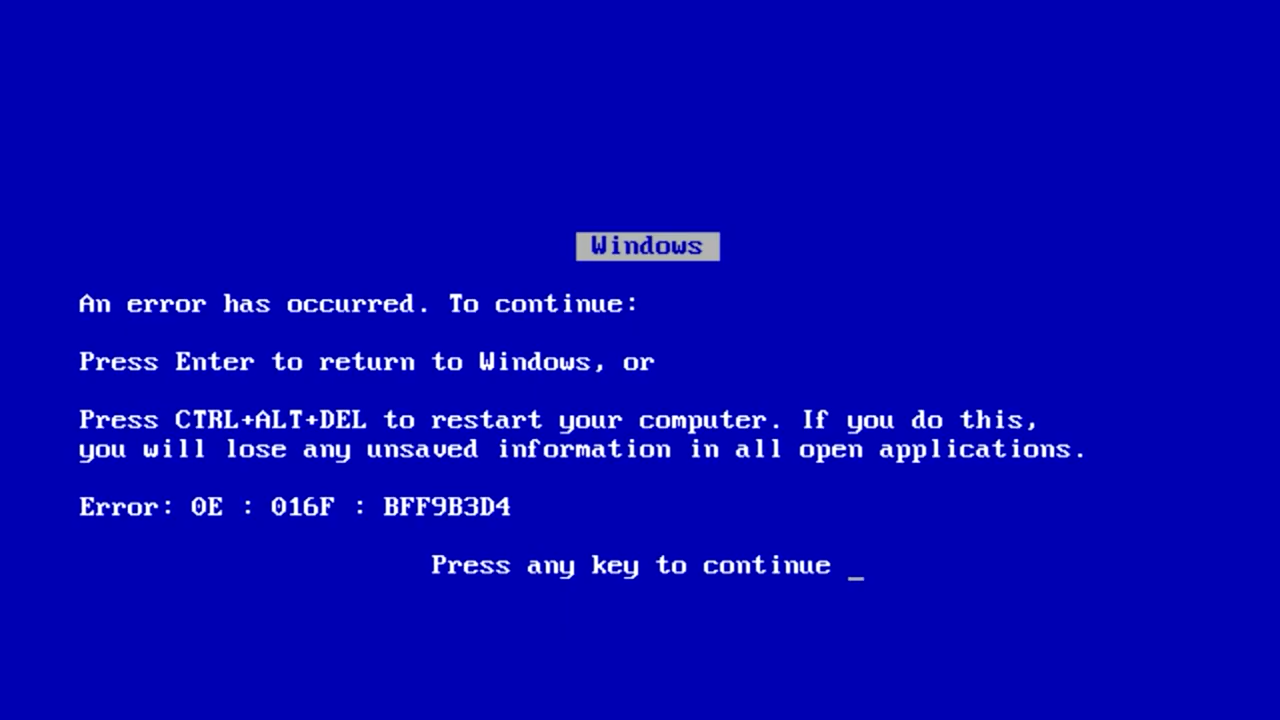 Windows
An error has occurred. To continue:
Press Enter to return to Windows, or
Press CTRL+ALT+DEL to restart your computer. If you do this,
you will lose any unsaved information in all open applications.
Error: 0E : 016F : BFF9B3D4
Press any key to continue _